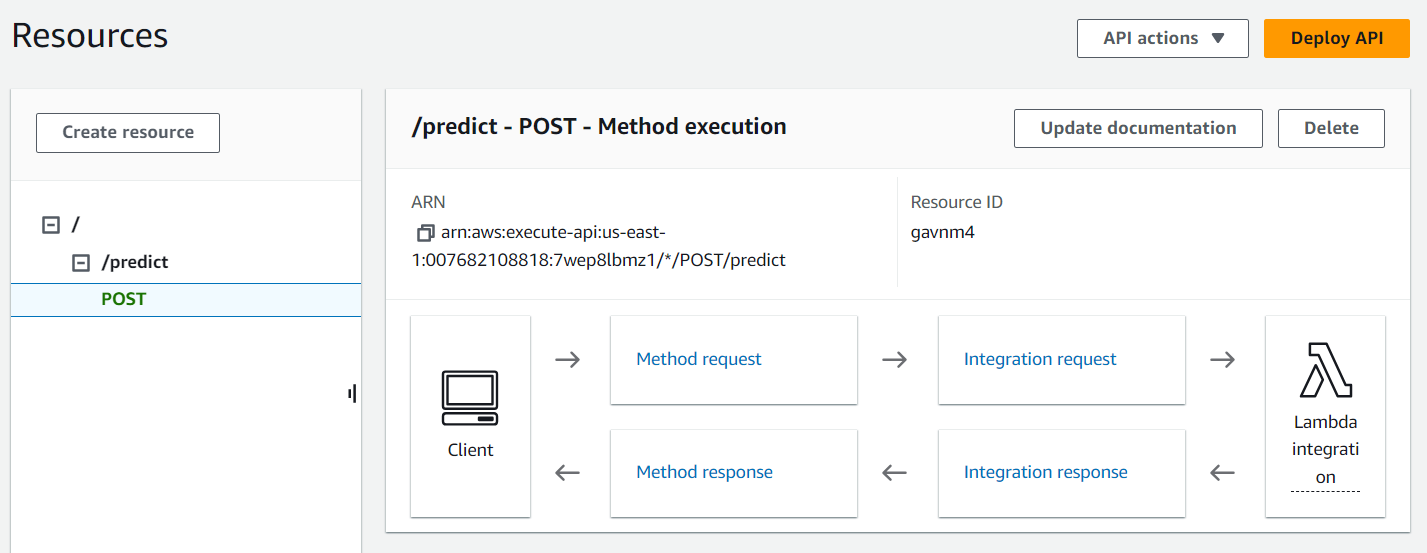 Resources
API actions
Deploy API
Create resource
/predict - POST - Method execution
Update documentation
Delete
/
/predict
POST
ARN
arn:aws:execute-api:us-east-
1:007682108818:7wep8lbmz1/*/POST/predict
Resource ID
gavnm4
Client
Method request
Integration request
Lambda
integrati
on
Method response
Integration response